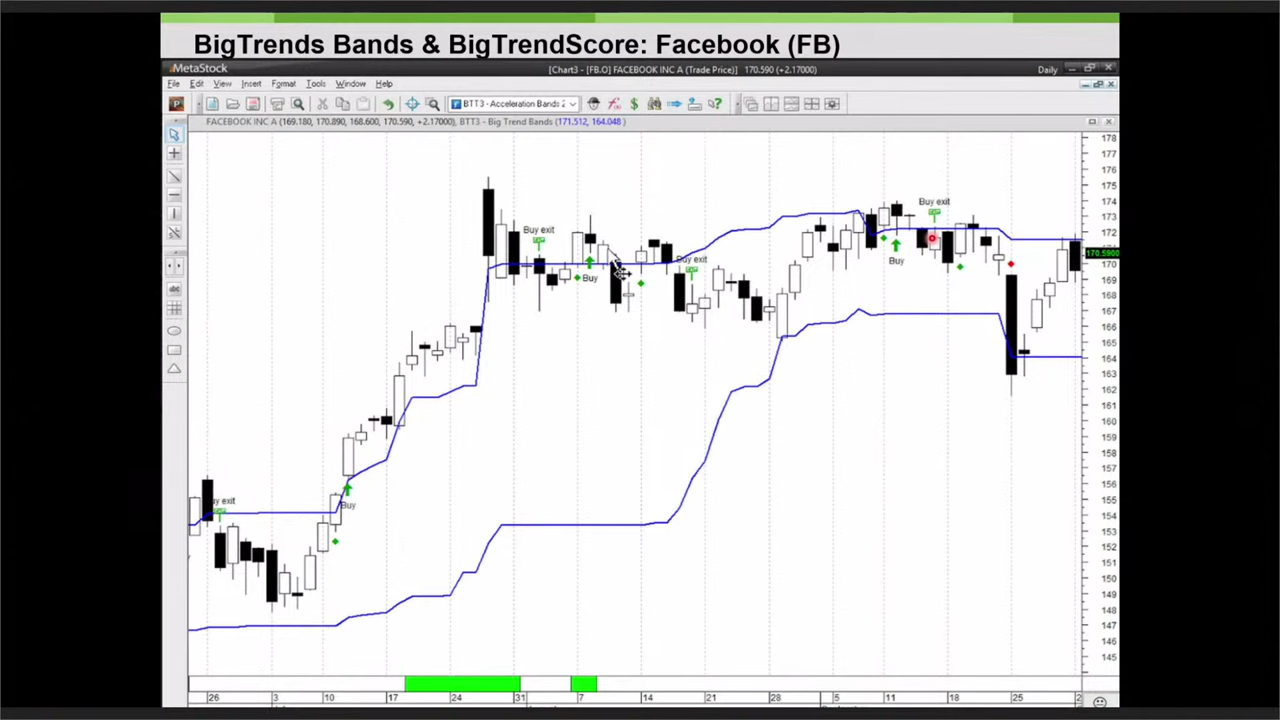 BigTrends Bands & BigTrendScore: Facebook (FB)
MetaStock [Chart3 - [FB.O] FACEBOOK INC A (Trade Price)] 170.590 (+2.17000) Daily
File Edit View Insert Format Tools Window Help
BTT3 - Acceleration Bands 2
FACEBOOK INC A (169.180, 170.890, 168.600, 170.590, +2.17000), BTT3 - Big Trend Bands (171.512, 164.048 )
178
177
176
175
174
Buy exit
173
Buy exit
172
171
Buy exit
Buy
170.5900
170
Buy
169
168
167
166
165
164
163
162
161
160
159
158
157
156
uy exit
Buy
155
154
153
152
151
150
149
148
147
146
145
26 3 10 17 24 31 7 14 21 28 5 11 18 25 2